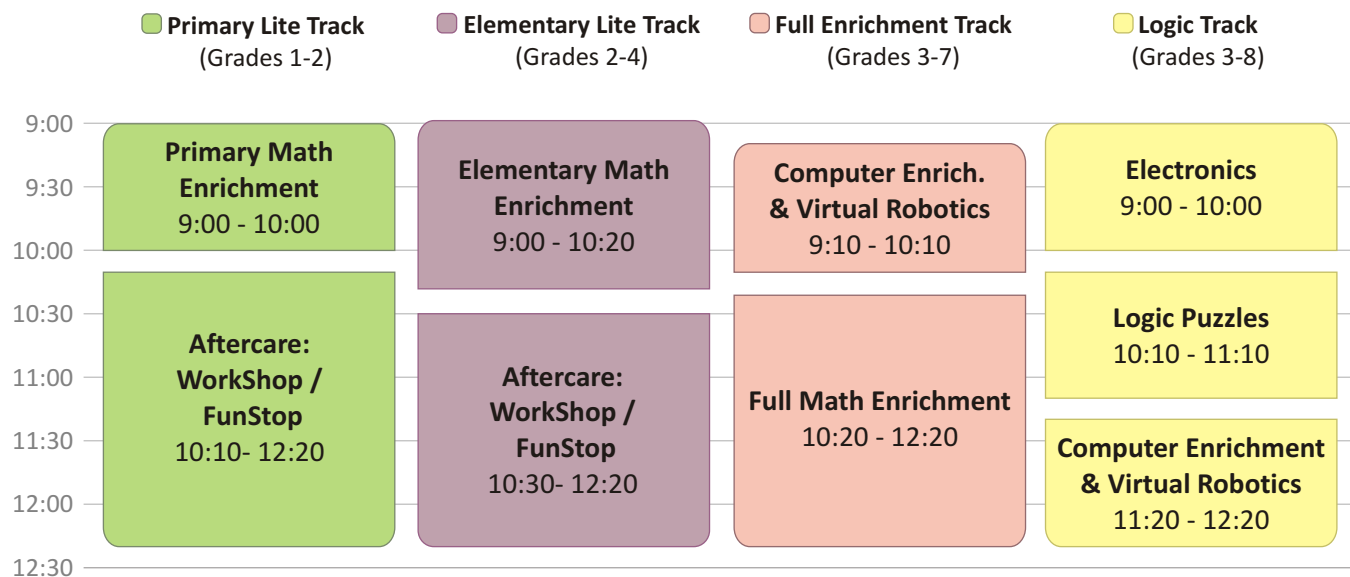 Primary Lite Track
(Grades 1-2)
Elementary Lite Track
(Grades 2-4)
Full Enrichment Track
(Grades 3-7)
Logic Track
(Grades 3-8)
9:00
9:30
10:00
10:30
11:00
11:30
12:00
12:30
Primary Math
Enrichment
9:00 - 10:00
Aftercare:
WorkShop /
FunStop
10:10- 12:20
Elementary Math
Enrichment
9:00 - 10:20
Aftercare:
WorkShop /
FunStop
10:30- 12:20
Computer Enrich.
& Virtual Robotics
9:10 - 10:10
Full Math Enrichment
10:20 - 12:20
Electronics
9:00 - 10:00
Logic Puzzles
10:10 - 11:10
Computer Enrichment
& Virtual Robotics
11:20 - 12:20